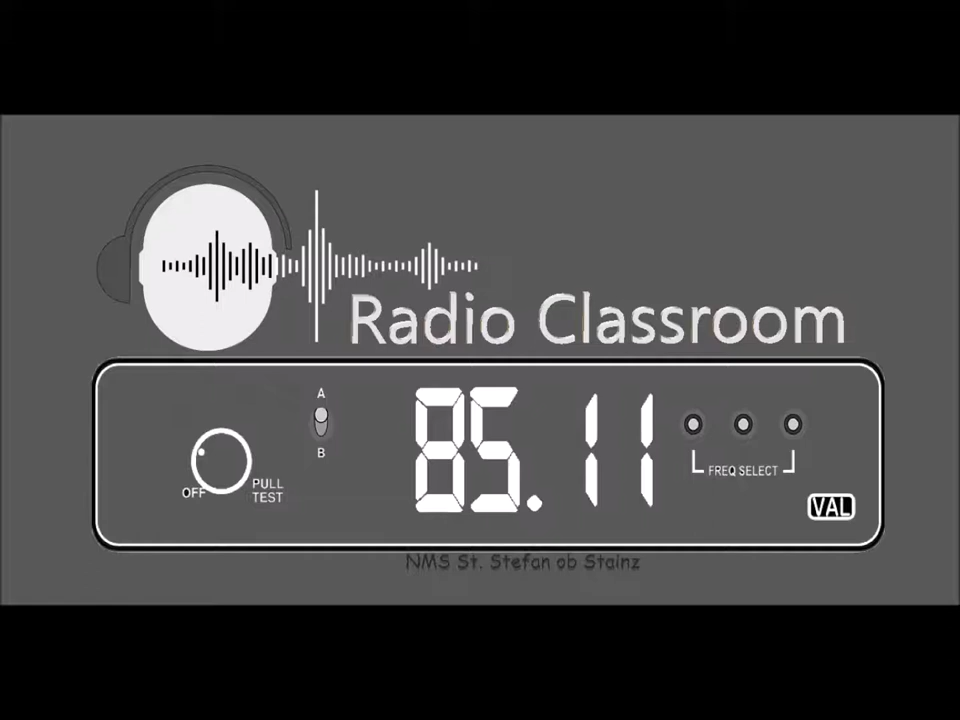 Radio Classroom
A
B
OFF
PULL
TEST
85.11
FREQ SELECT
VAL
NMS St. Stefan ob Stainz